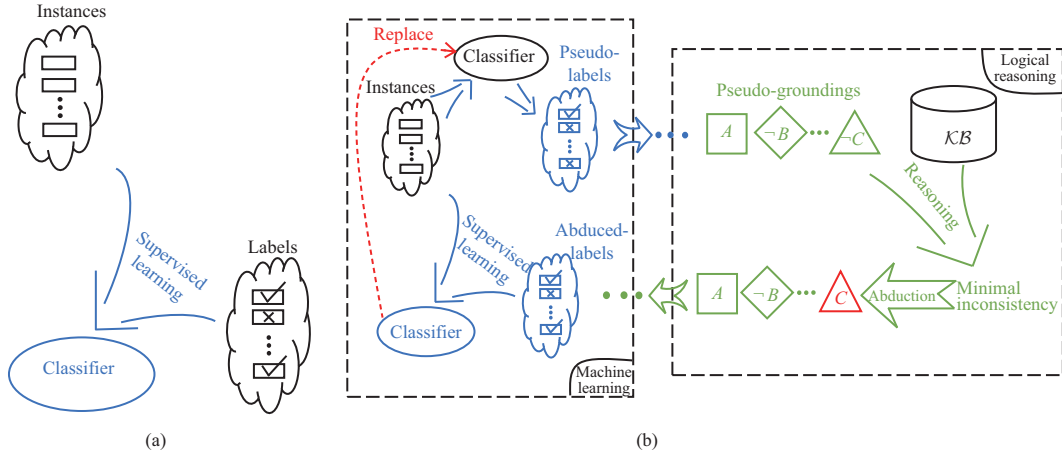 Instances
Supervised
learning
Labels
Classifier
(a)
Replace
Classifier
Pseudo-
labels
Instances
Supervised
learning
Abduced-
labels
Classifier
Machine
learning
Logical
reasoning
Pseudo-groundings
A
¬B
...
¬C
KB
Reasoning
A
¬B
...
C
Abduction
Minimal
inconsistency
(b)